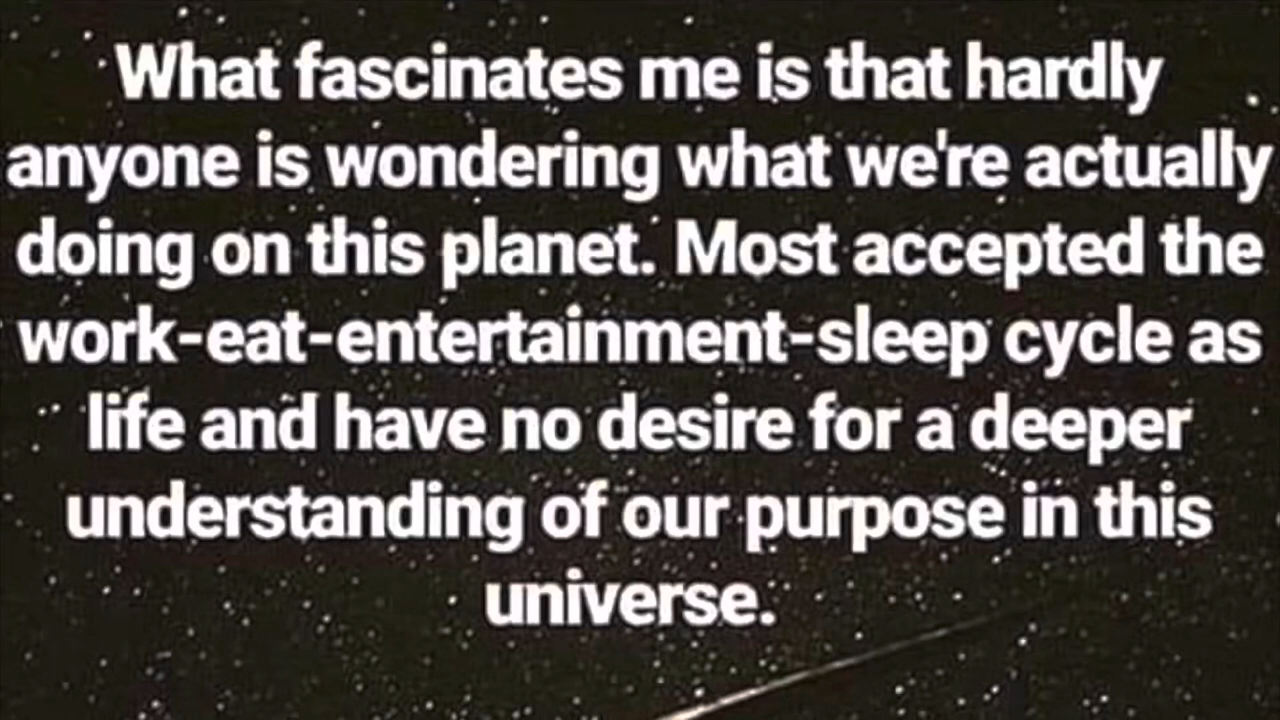 What fascinates me is that hardly
anyone is wondering what we're actually
doing on this planet. Most accepted the
work-eat-entertainment-sleep cycle as
life and have no desire for a deeper
understanding of our purpose in this
universe.